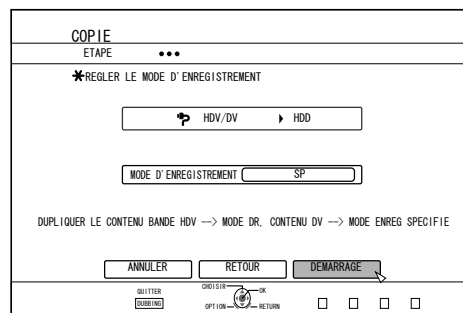 COPIE
ETAPE
REGLER LE MODE D'ENREGISTREMENT
HDV/DV HDD
MODE D'ENREGISTREMENT SP
DUPLIQUER LE CONTENU BANDE HDV --> MODE DR, CONTENU DV --> MODE ENREG SPECIFIE
ANNULER RETOUR DEMARRAGE
QUITTER CHOISIR OK
DUBBING OPTION RETURN